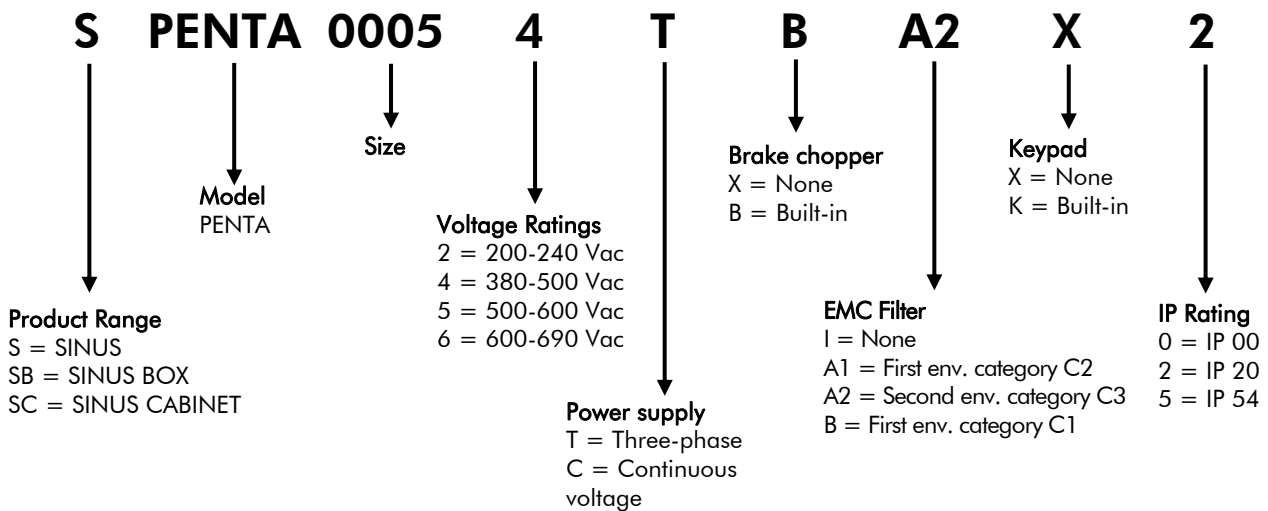 S PENTA 0005 4 T B A2 X 2
Size
Model
PENTA
Brake chopper
X = None
B = Built-in
Keypad
X = None
K = Built-in
Voltage Ratings
2 = 200-240 Vac
4 = 380-500 Vac
5 = 500-600 Vac
6 = 600-690 Vac
Product Range
S = SINUS
SB = SINUS BOX
SC = SINUS CABINET
EMC Filter
I = None
A1 = First env. category C2
A2 = Second env. category C3
B = First env. category C1
IP Rating
0 = IP 00
2 = IP 20
5 = IP 54
Power supply
T = Three-phase
C = Continuous
voltage